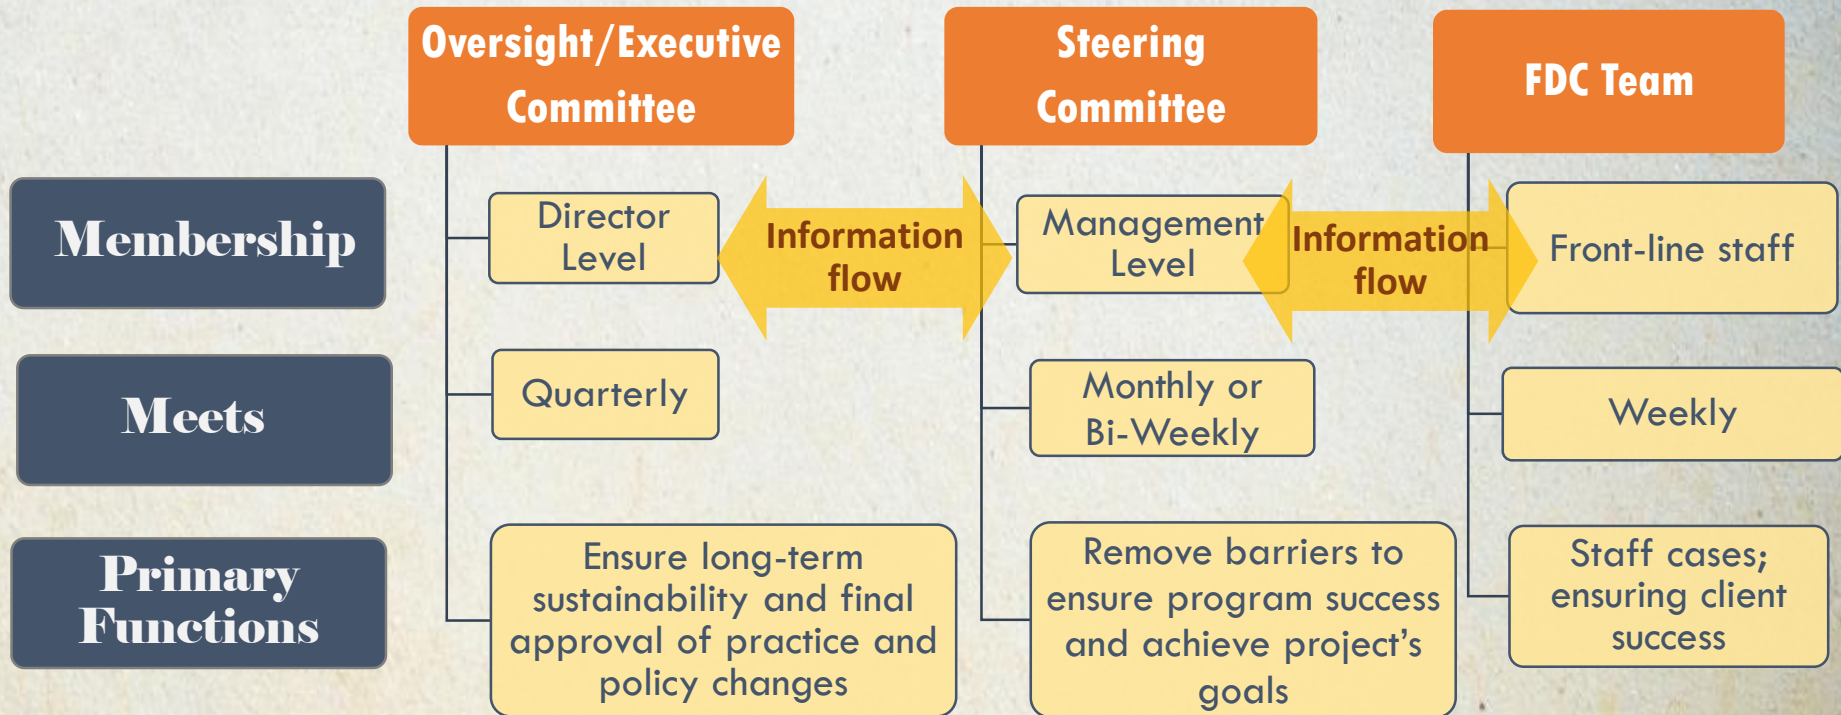 Oversight/Executive
Committee
Steering
Committee
FDC Team
Membership
Director
Level
Information
flow
Management
Level
Information
flow
Front-line staff
Meets
Quarterly
Monthly or
Bi-Weekly
Weekly
Primary
Functions
Ensure long-term
sustainability and final
approval of practice and
policy changes
Remove barriers to
ensure program success
and achieve project’s
goals
Staff cases;
ensuring client
success